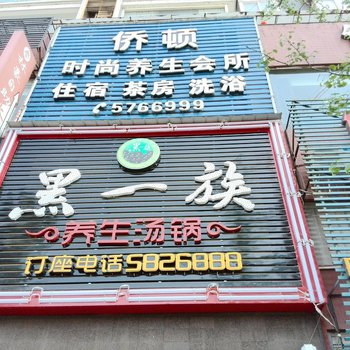 侨顿
时尚养生会所
住宿 茶房 洗浴
5766999
黑一族
养生汤锅
订座电话5826888